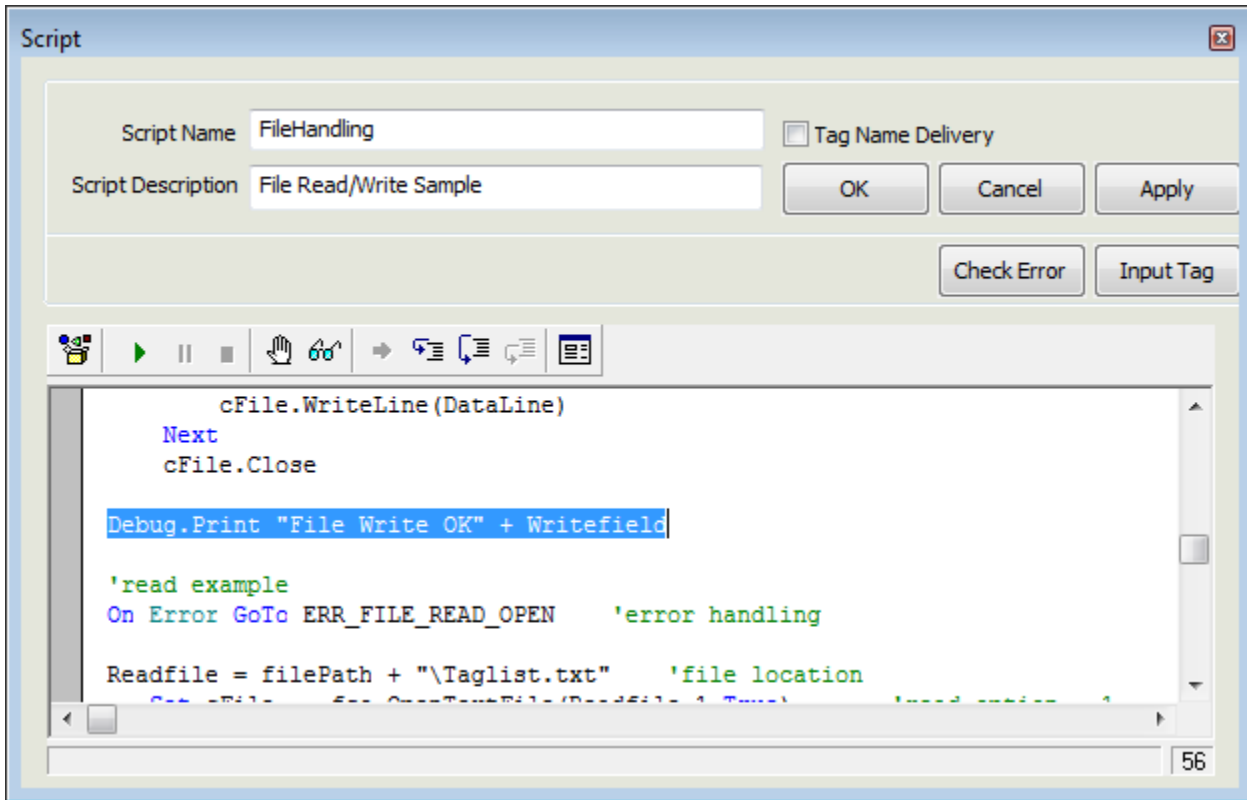 Script
Script Name FileHandling Tag Name Delivery
Script Description File Read/Write Sample OK Cancel Apply
Check Error Input Tag
cFile.WriteLine(DataLine)
Next
cFile.Close
Debug.Print "File Write OK" + Writefield
'read example
On Error GoTo ERR_FILE_READ_OPEN 'error handling
Readfile = filePath + "\Taglist.txt" 'file location
56